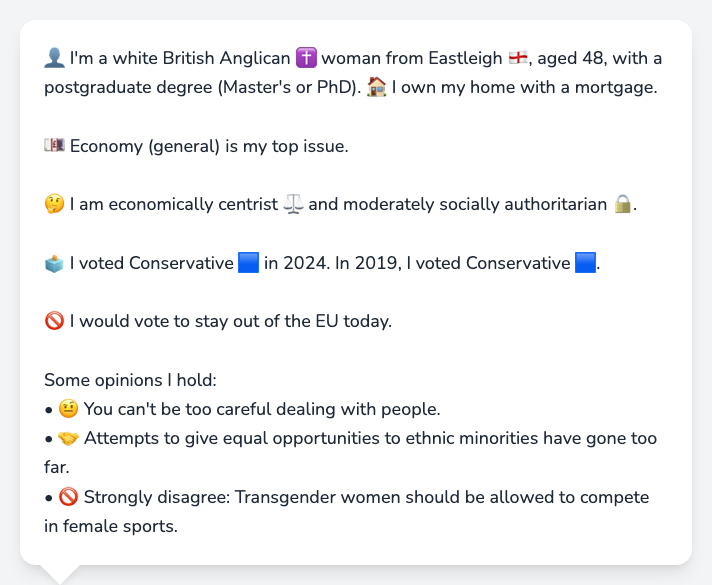 👤 I'm a white British Anglican ✝️ woman from Eastleigh 🏴󠁧󠁢󠁥󠁮󠁧󠁿, aged 48, with a
postgraduate degree (Master's or PhD). 🏠 I own my home with a mortgage.
💷 Economy (general) is my top issue.
🤔 I am economically centrist ⚖️ and moderately socially authoritarian 🔒.
🗳️ I voted Conservative 🟦 in 2024. In 2019, I voted Conservative 🟦.
🚫 I would vote to stay out of the EU today.
Some opinions I hold:
• 🤨 You can't be too careful dealing with people.
• 🤝 Attempts to give equal opportunities to ethnic minorities have gone too
far.
• 🚫 Strongly disagree: Transgender women should be allowed to compete
in female sports.